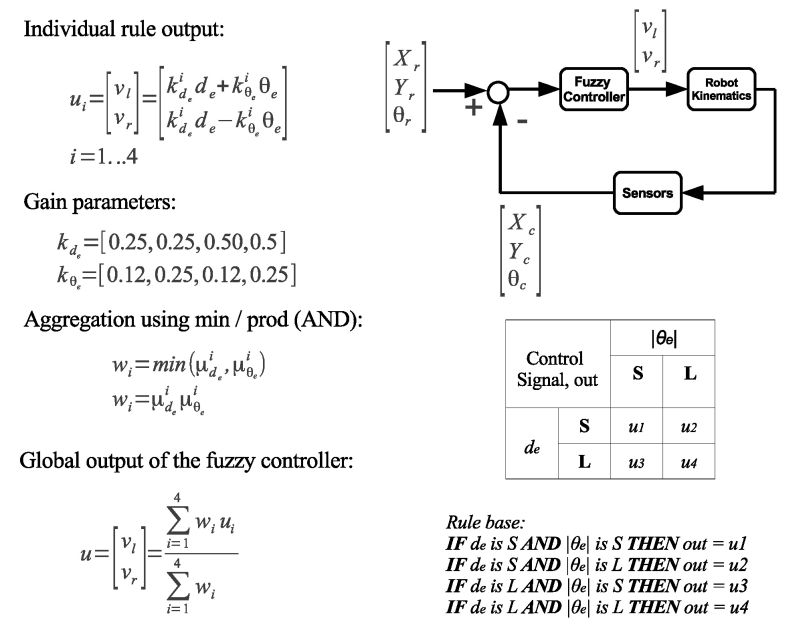 Individual rule output:
u_i=[v_l v_r]=[k^i_{d_e}d_e+k^i_{θ_e}θ_e k^i_{d_e}d_e−k^i_{θ_e}θ_e]
i=1...4
Gain parameters:
k_{d_e}=[0.25,0.25,0.50,0.5]
k_{θ_e}=[0.12,0.25,0.12,0.25]
Aggregation using min / prod (AND):
w_i=min(μ^i_{d_e},μ^i_{θ_e})
w_i=μ^i_{d_e}μ^i_{θ_e}
Global output of the fuzzy controller:
u=[v_l v_r]=∑_{i=1}^{4} w_i u_i / ∑_{i=1}^{4} w_i
[X_r
Y_r
θ_r]
+
-
Fuzzy
Controller
[v_l
v_r]
Robot
Kinematics
Sensors
[X_c
Y_c
θ_c]
Control
Signal, out
|θe|
S L
de
S u1 u2
L u3 u4
Rule base:
IF de is S AND |θe| is S THEN out = u1
IF de is S AND |θe| is L THEN out = u2
IF de is L AND |θe| is S THEN out = u3
IF de is L AND |θe| is L THEN out = u4